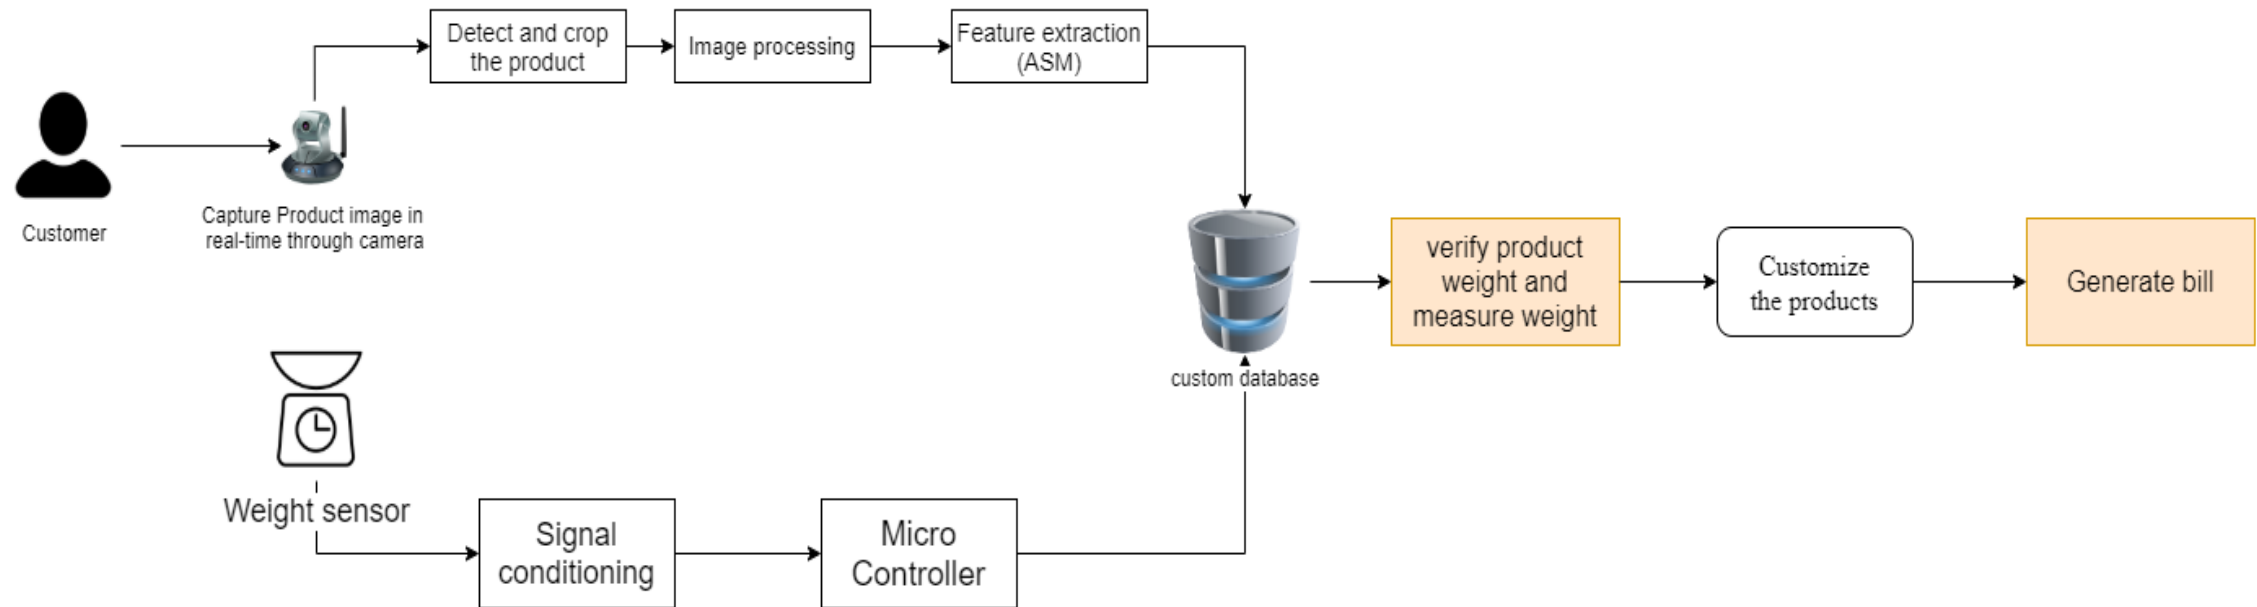 Detect and crop
the product
Image processing
Feature extraction
(ASM)
Customer
Capture Product image in
real-time through camera
verify product
weight and
measure weight
Customize
the products
Generate bill
custom database
Weight sensor
Signal
conditioning
Micro
Controller